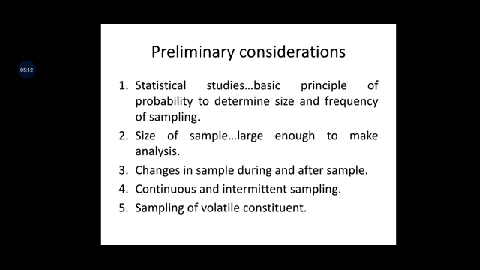 05:12
Preliminary considerations
1. Statistical studies...basic principle of
probability to determine size and frequency
of sampling.
2. Size of sample...large enough to make
analysis.
3. Changes in sample during and after sample.
4. Continuous and intermittent sampling.
5. Sampling of volatile constituent.